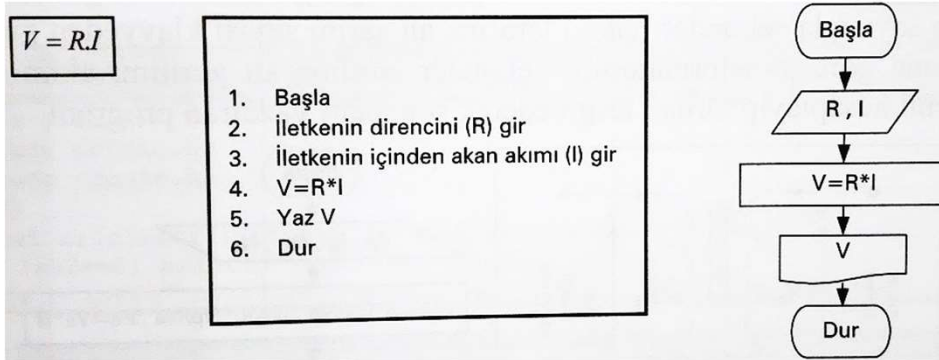 V = R.I
1. Başla
2. İletkenin direncini (R) gir
3. İletkenin içinden akan akımı (I) gir
4. V=R*I
5. Yaz V
6. Dur
Başla
R, I
V=R*I
V
Dur